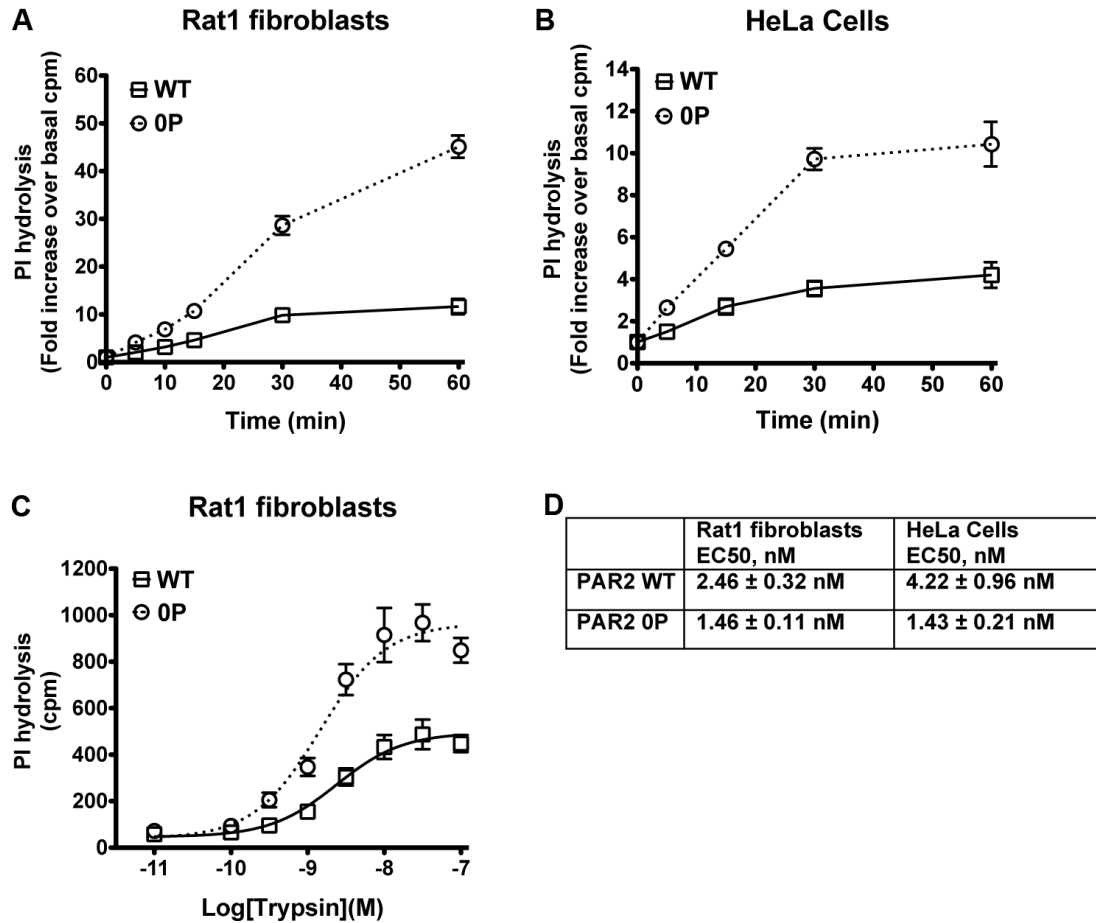 A
Rat1 fibroblasts
PI hydrolysis
(Fold increase over basal cpm)
60
50
40
30
20
10
0
WT
0P
0 10 20 30 40 50 60
Time (min)
B
HeLa Cells
PI hydrolysis
(Fold increase over basal cpm)
14
12
10
8
6
4
2
0
WT
0P
0 10 20 30 40 50 60
Time (min)
C
Rat1 fibroblasts
PI hydrolysis
(cpm)
1200
1000
800
600
400
200
0
WT
0P
-11 -10 -9 -8 -7
Log[Trypsin](M)
D
Rat1 fibroblasts
EC50, nM
HeLa Cells
EC50, nM
PAR2 WT 2.46 ± 0.32 nM 4.22 ± 0.96 nM
PAR2 0P 1.46 ± 0.11 nM 1.43 ± 0.21 nM